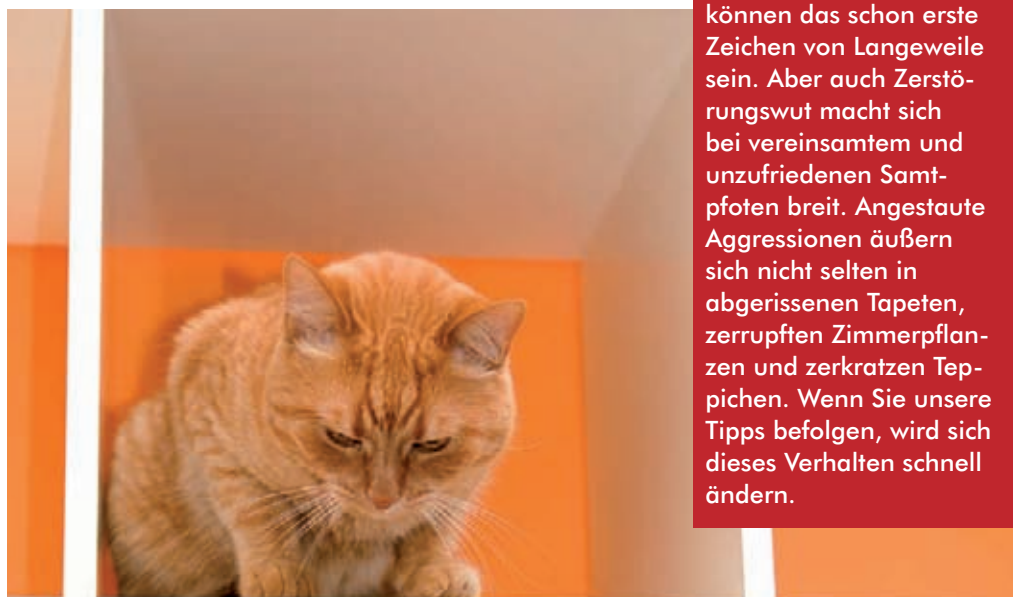 können das schon erste
Zeichen von Langeweile
sein. Aber auch Zerstö-
rungswut macht sich
bei vereinsamtem und
unzufriedenen Samt-
pfoten breit. Angestaute
Aggressionen äußern
sich nicht selten in
abgerissenen Tapeten,
zerrupften Zimmerpflan-
zen und zerkratzen Tep-
pichen. Wenn Sie unsere
Tipps befolgen, wird sich
dieses Verhalten schnell
ändern.